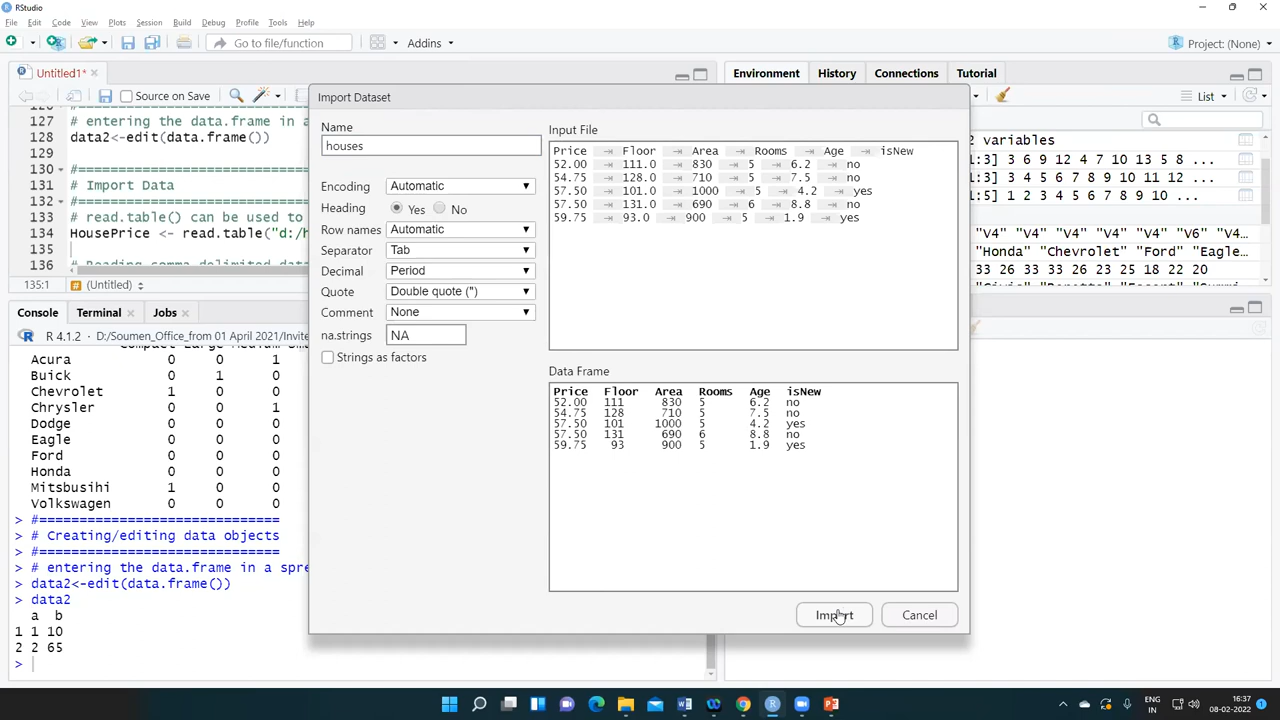 RStudio
File Edit Code View Plots Session Build Debug Profile Tools Help
Go to file/function Addins Project: (None)
Untitled1*
Source on Save
127 # entering the data.frame in a
128 data2<-edit(data.frame())
129
130 #
131 # Import Data
132
133 # read.table() can be used to
134 HousePrice <- read.table("d:/h
135
136
135:1 (Untitled)
Console Terminal Jobs
R 4.1.2 · D:/Soumen_Office_from 01 April 2021/Invite
Acura 0 0 1
Buick 0 1 0
Chevrolet 1 0 0
Chrysler 0 0 1
Dodge 0 0 0
Eagle 0 0 0
Ford 0 0 0
Honda 0 0 0
Mitsbusihi 1 0 0
Volkswagen 0 0 0
> #==============================
> # Creating/editing data objects
> #==============================
> # entering the data.frame in a spre
> data2<-edit(data.frame())
> data2
a b
1 1 10
2 2 65
>
Import Dataset
Name
houses
Encoding Automatic
Heading Yes No
Row names Automatic
Separator Tab
Decimal Period
Quote Double quote (")
Comment None
na.strings NA
Strings as factors
Input File
Price Floor Area Rooms Age isNew
52.00 111.0 830 5 6.2 no
54.75 128.0 710 5 7.5 no
57.50 101.0 1000 5 4.2 yes
57.50 131.0 690 6 8.8 no
59.75 93.0 900 5 1.9 yes
Data Frame
Price Floor Area Rooms Age isNew
52.00 111 830 5 6.2 no
54.75 128 710 5 7.5 no
57.50 101 1000 5 4.2 yes
57.50 131 690 6 8.8 no
59.75 93 900 5 1.9 yes
Import Cancel
Environment History Connections Tutorial
List
2 variables
1:3] 3 6 9 12 4 7 10 13 5 8 ...
1:3] 3 6 9 10 7 12 11 12 ...
1:3] 1 2 3 4 5 6 7 8 9 10 ...
"V4" "V4" "V4" "V4" "V6" "V4…
"Honda" "Chevrolet" "Ford" "Eagle…
33 26 33 33 26 23 25 18 22 20
ENG
IN
16:37
08-02-2022